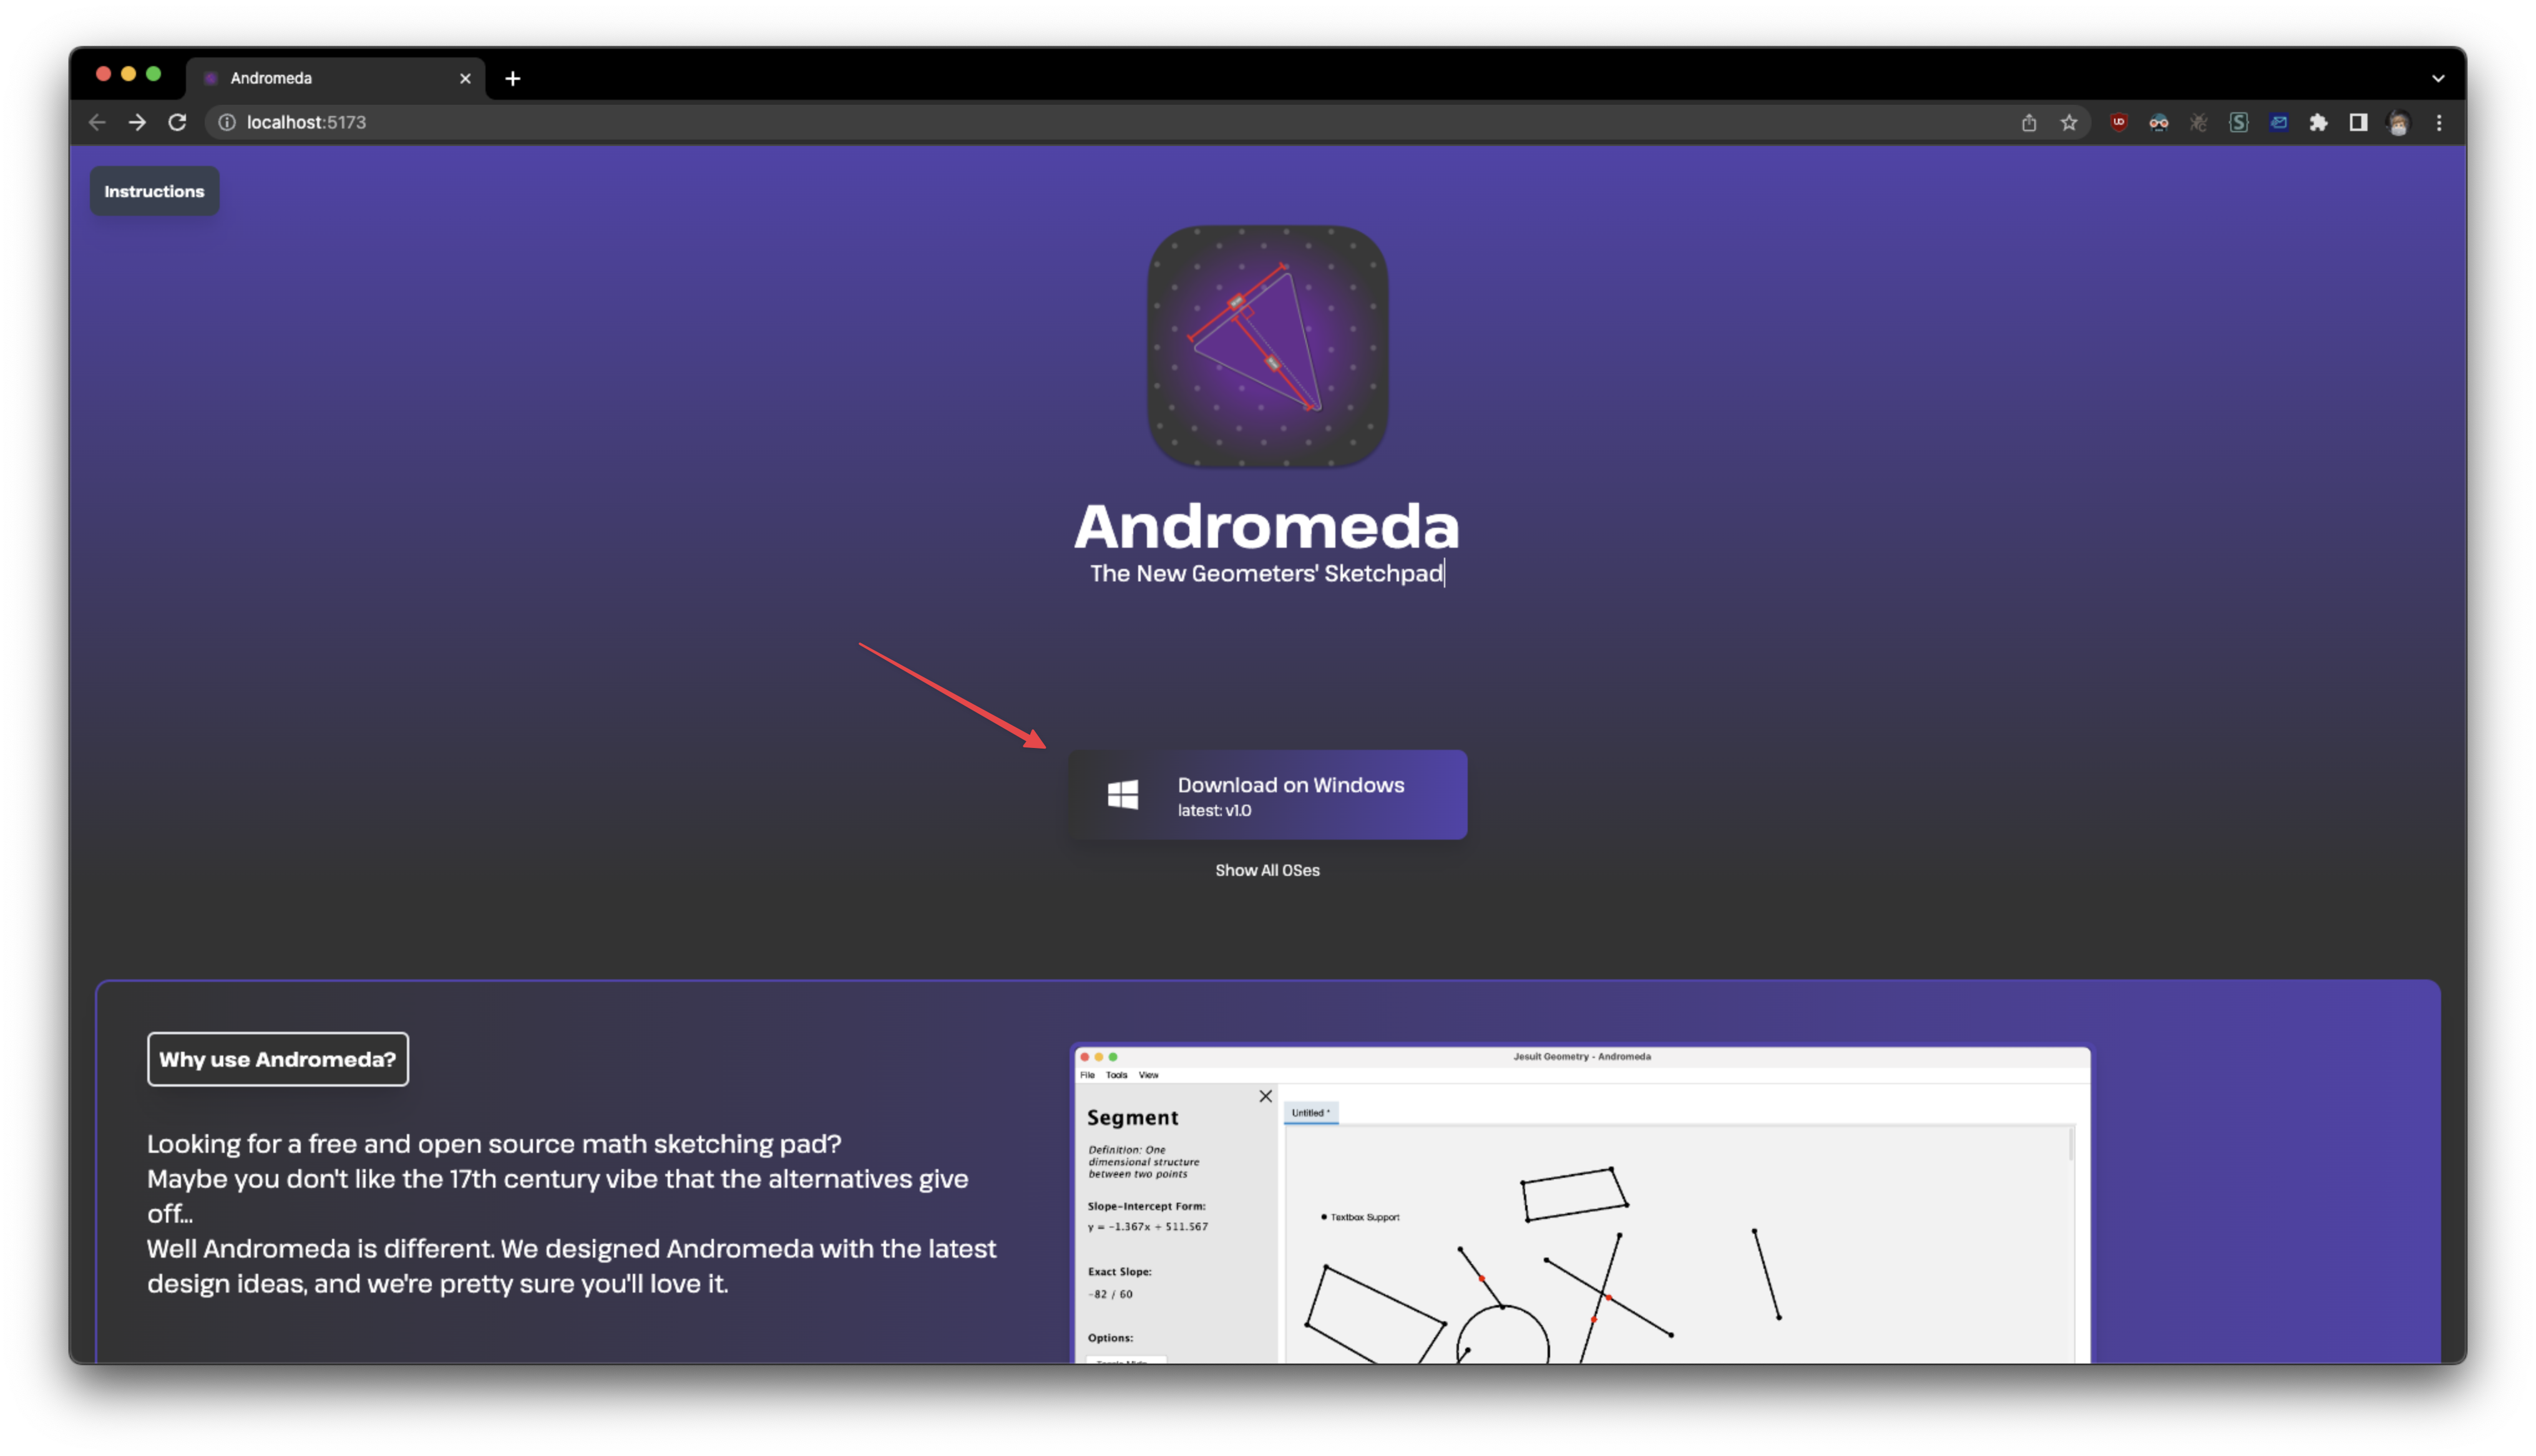 Andromeda
localhost:5173
Instructions
Andromeda
The New Geometers' Sketchpad
Download on Windows
latest: v1.0
Show All OSes
Why use Andromeda?
Looking for a free and open source math sketching pad?
Maybe you don't like the 17th century vibe that the alternatives give
off...
Well Andromeda is different. We designed Andromeda with the latest
design ideas, and we're pretty sure you'll love it.
Jesuit Geometry - Andromeda
File Tools View
Segment
Definition: One
dimensional structure
between two points
Slope-Intercept Form:
y = -1.367x + 511.567
Exact Slope:
-82 / 60
Options:
Untitled *
Textbox Support